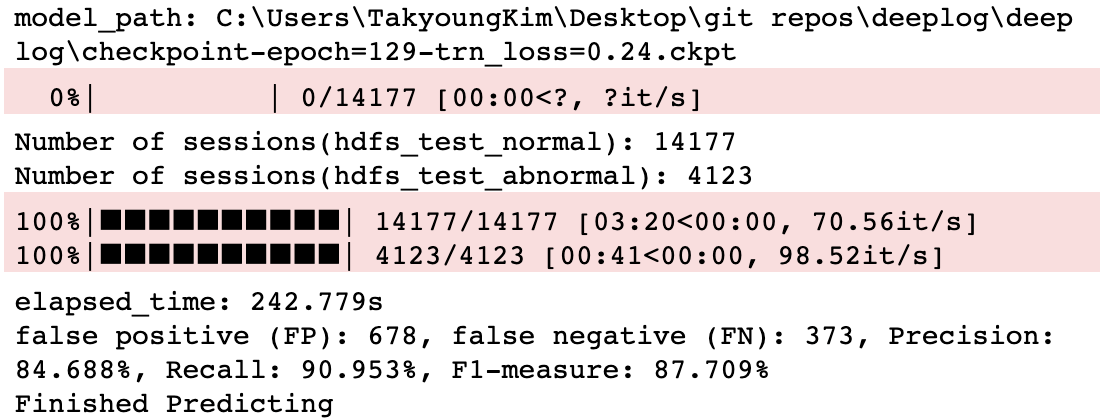 model_path: C:\Users\TakyoungKim\Desktop\git repos\deeplog\deep
log\checkpoint-epoch=129-trn_loss=0.24.ckpt
0%|          | 0/14177 [00:00<?, ?it/s]
Number of sessions(hdfs_test_normal): 14177
Number of sessions(hdfs_test_abnormal): 4123
100%|██████████| 14177/14177 [03:20<00:00, 70.56it/s]
100%|██████████| 4123/4123 [00:41<00:00, 98.52it/s]
elapsed_time: 242.779s
false positive (FP): 678, false negative (FN): 373, Precision:
84.688%, Recall: 90.953%, F1-measure: 87.709%
Finished Predicting